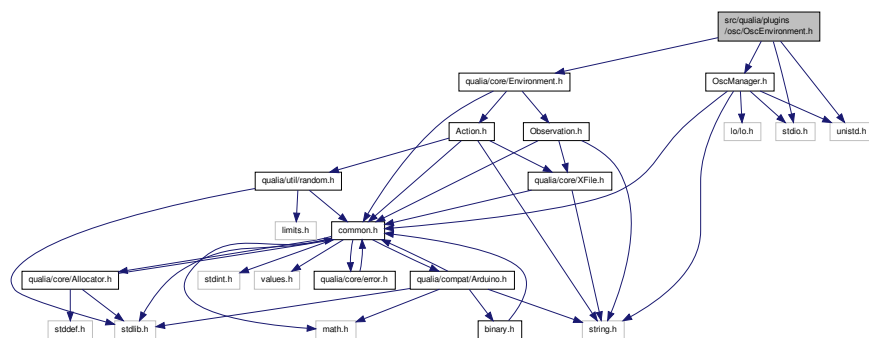 src/qualia/plugins
/osc/OscEnvironment.h
qualia/core/Environment.h
OscManager.h
Action.h
Observation.h
lo/lo.h
stdio.h
unistd.h
qualia/util/random.h
qualia/core/XFile.h
limits.h
common.h
qualia/core/Allocator.h
stdint.h
values.h
qualia/core/error.h
qualia/compat/Arduino.h
stddef.h
stdlib.h
math.h
binary.h
string.h